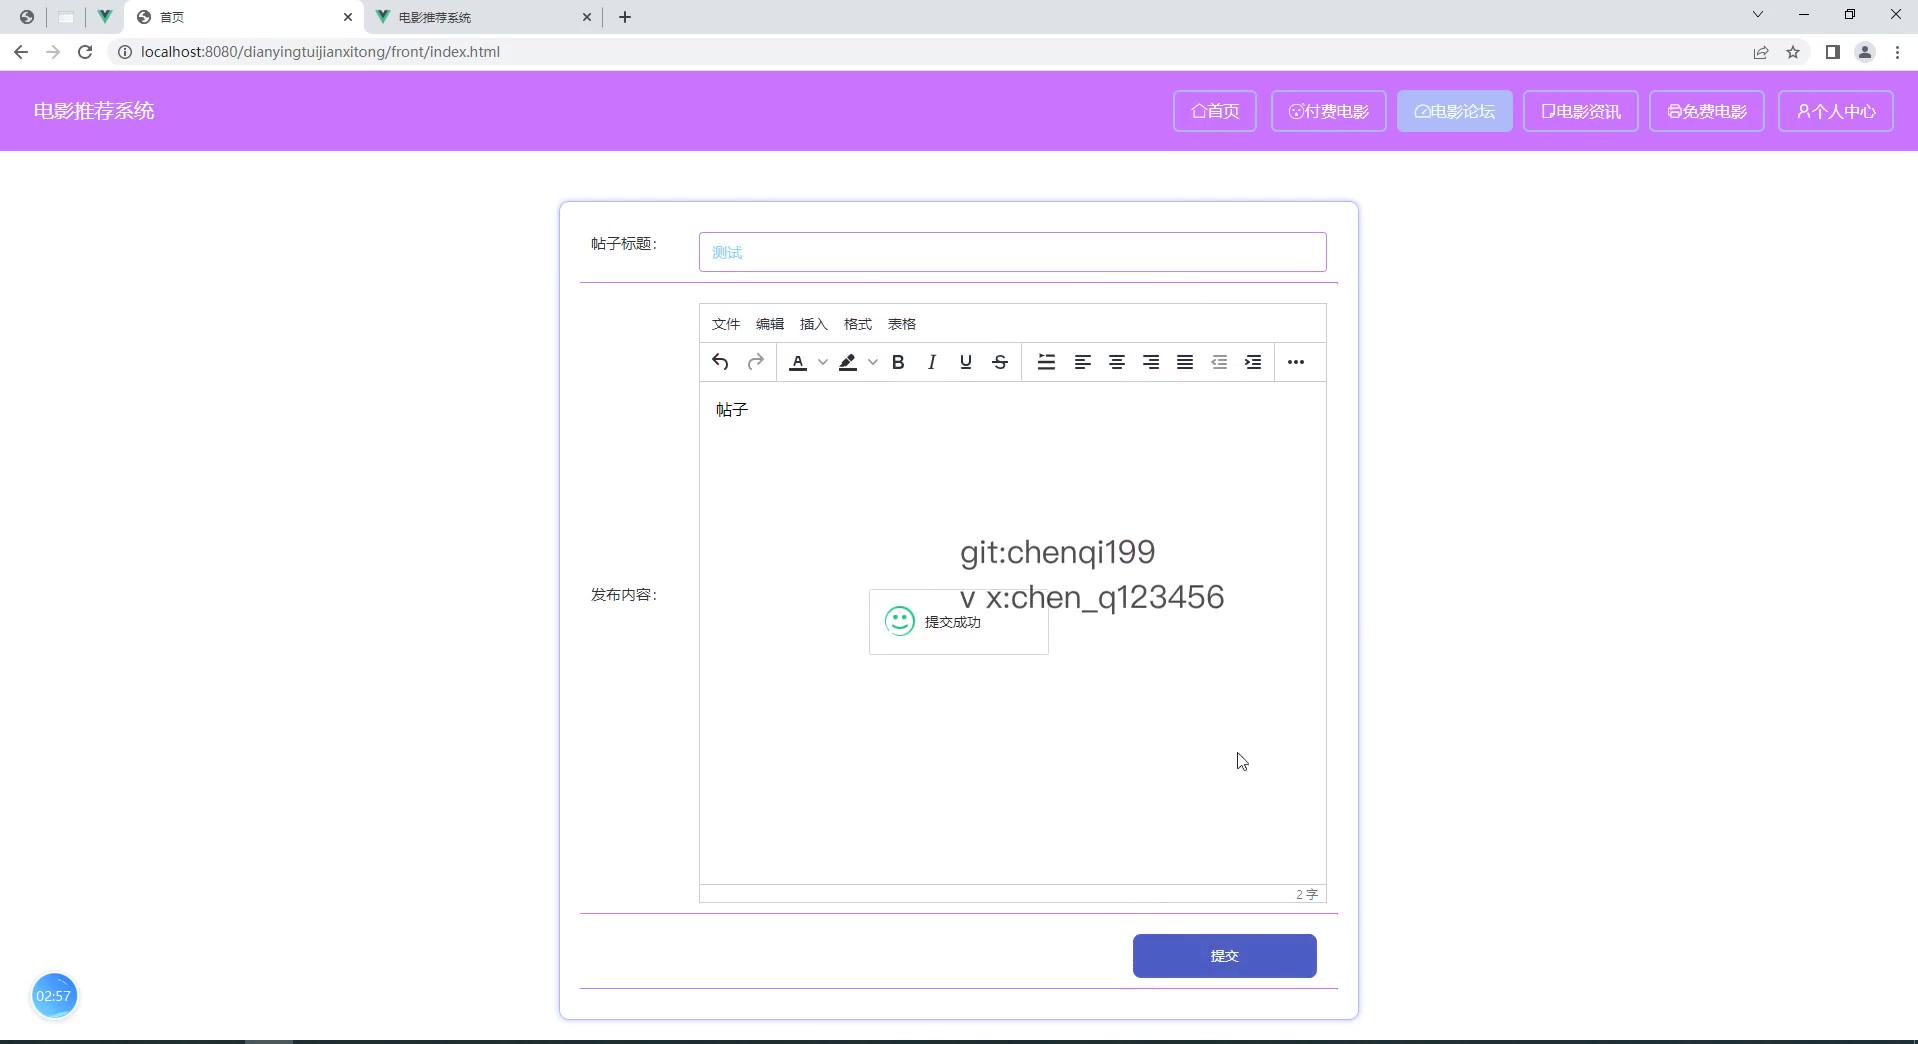 首页
电影推荐系统
localhost:8080/dianyingtuijianxitong/front/index.html
电影推荐系统
首页
付费电影
电影论坛
电影资讯
免费电影
个人中心
帖子标题：
测试
文件 编辑 插入 格式 表格
帖子
发布内容：
git:chenqi199
v x:chen_q123456
提交成功
2 字
提交
02:57